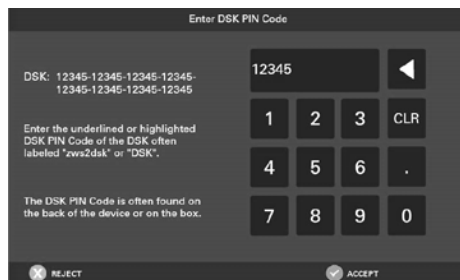 Enter DSK PIN Code
DSK: 12345-12345-12345-12345-
12345-12345-12345-12345
Enter the underlined or highlighted
DSK PIN Code of the DSK often
labeled "zws2dsk" or "DSK".
The DSK PIN Code is often found on
the back of the device or on the box.
12345
1 2 3 CLR
4 5 6 .
7 8 9 0
REJECT
ACCEPT